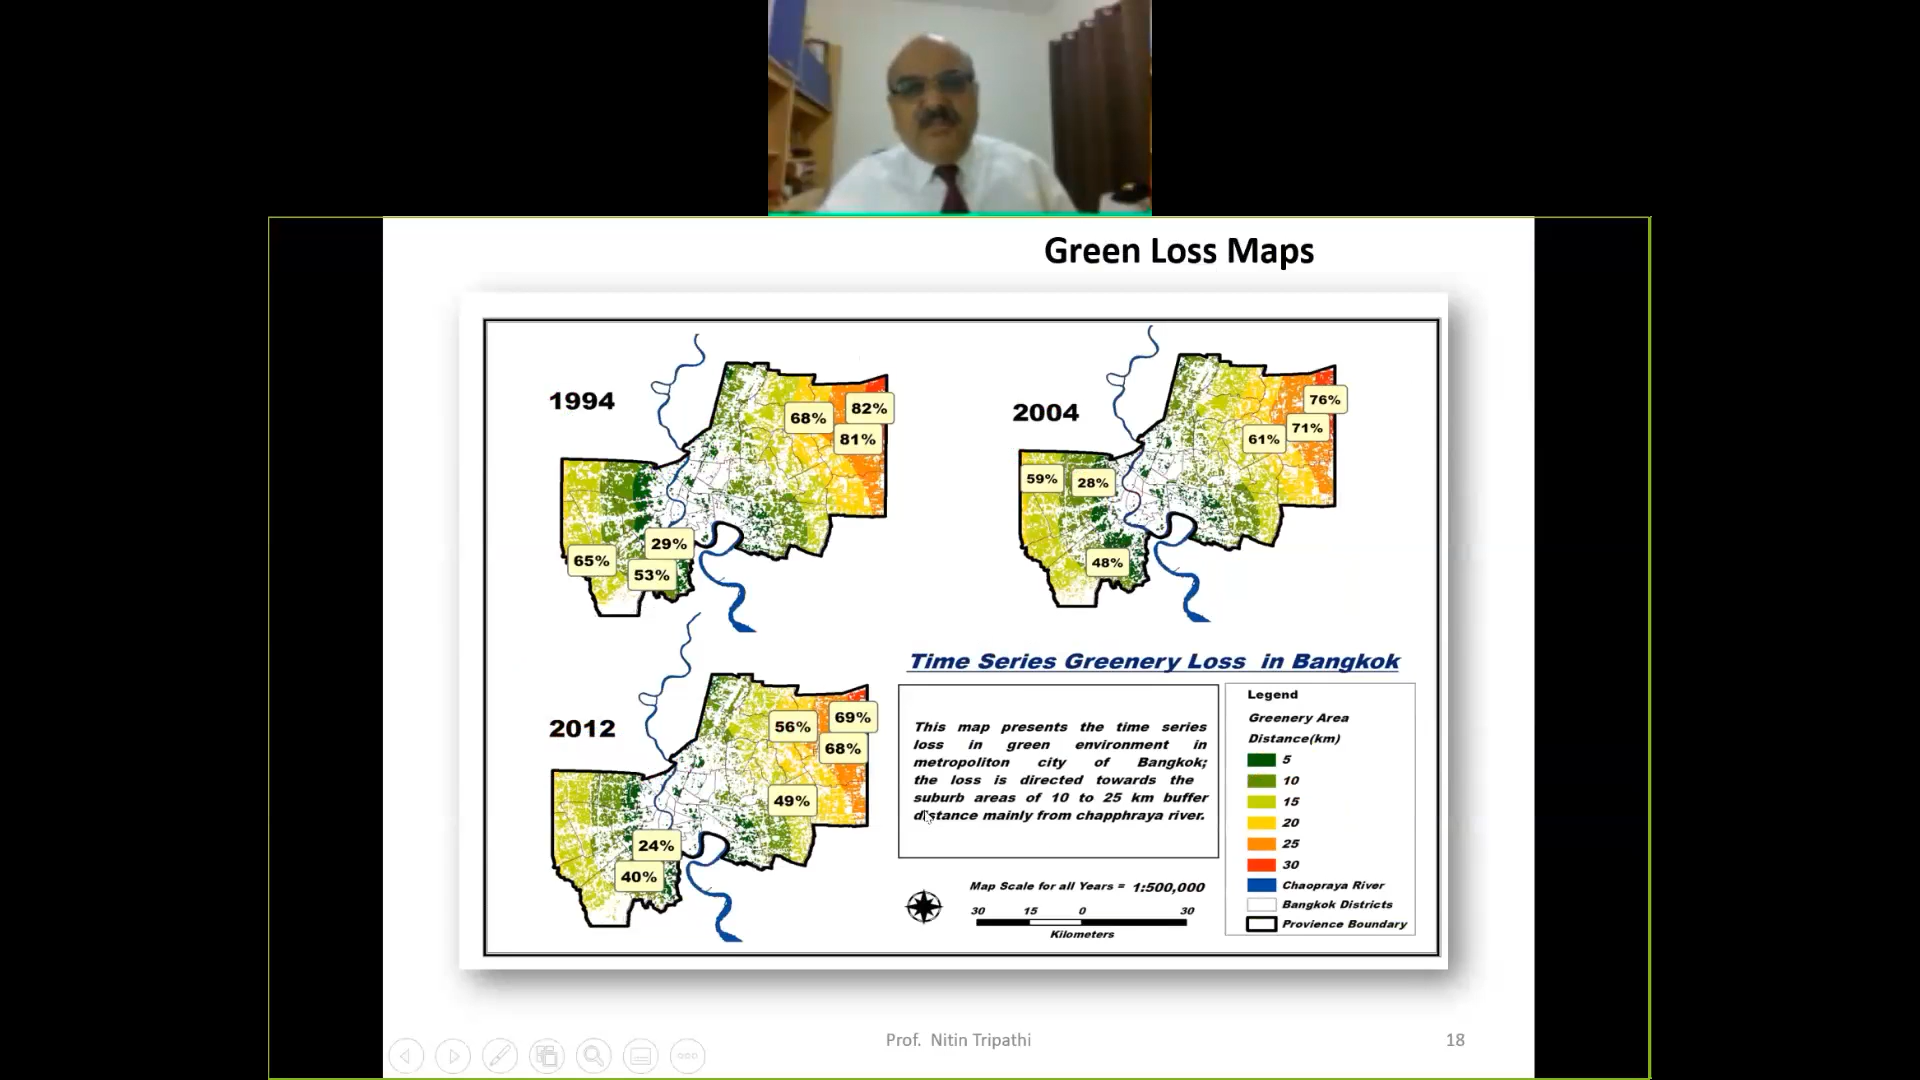 Green Loss Maps
1994
68%
82%
81%
29%
65%
53%
2004
76%
71%
61%
59%
28%
48%
2012
56%
69%
68%
49%
24%
40%
Time Series Greenery Loss in Bangkok
This map presents the time series
loss in green environment in
metropoliton city of Bangkok;
the loss is directed towards the
suburb areas of 10 to 25 km buffer
distance mainly from chapphraya river.
Map Scale for all Years = 1:500,000
30 15 0 30
Kilometers
Legend
Greenery Area
Distance(km)
5
10
15
20
25
30
Chaopraya River
Bangkok Districts
Provience Boundary
Prof. Nitin Tripathi
18